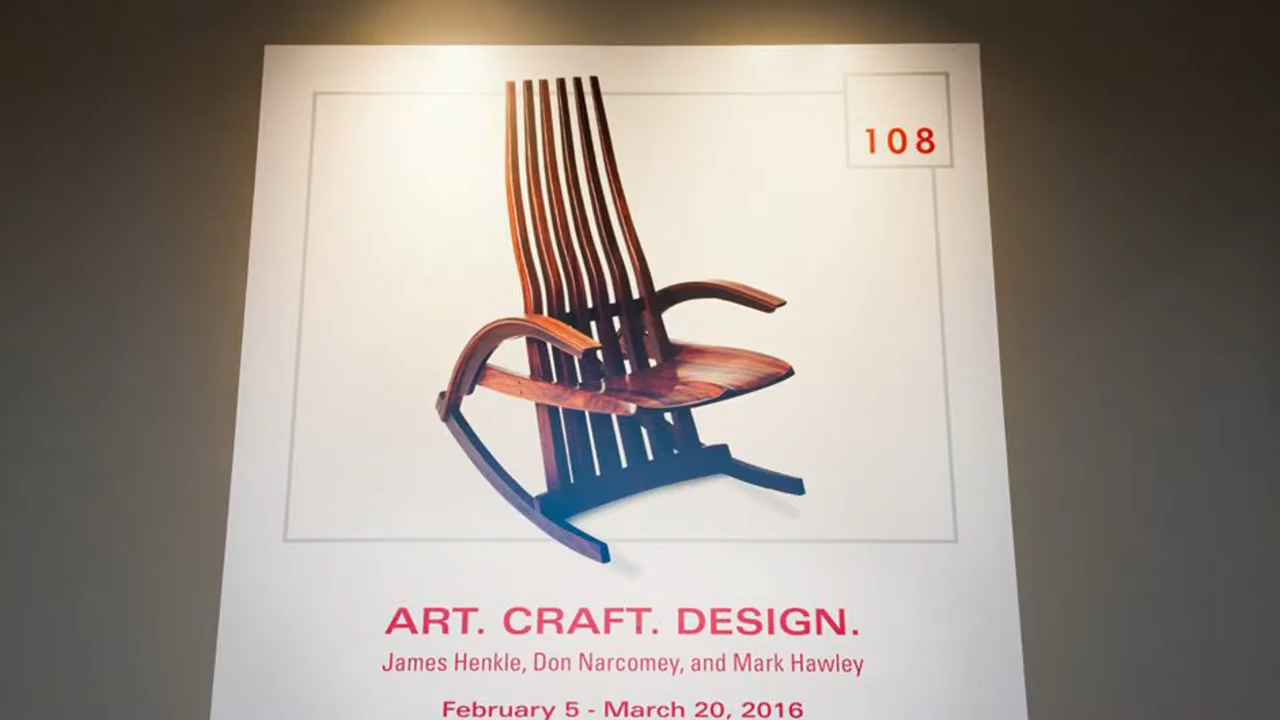 108
ART. CRAFT. DESIGN.
James Henkle, Don Narcomey, and Mark Hawley
February 5 - March 20, 2016